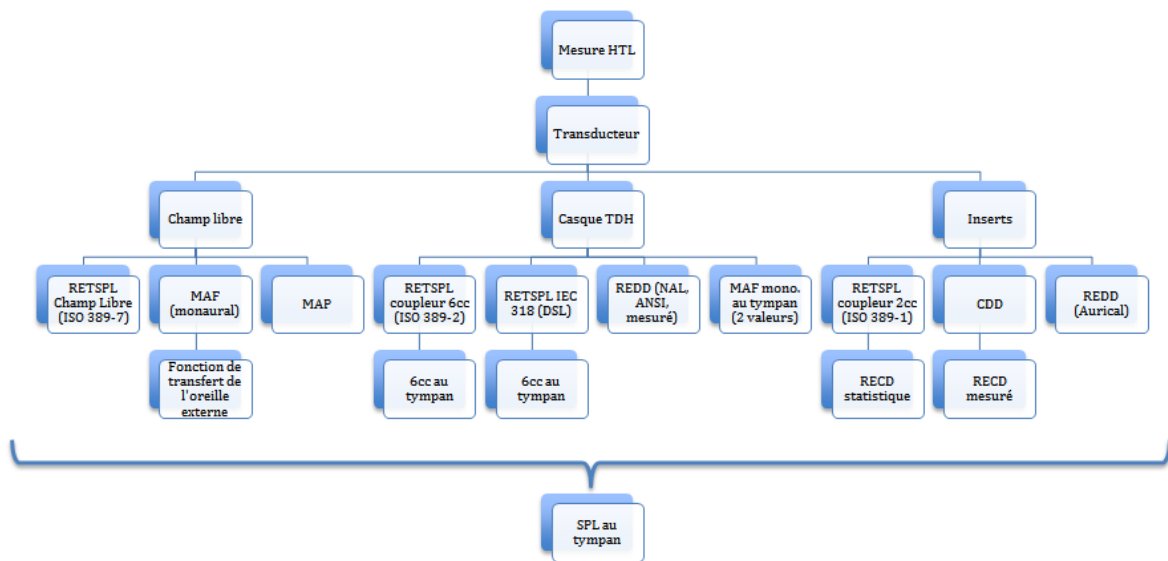 Mesure HTL
Transducteur
Champ libre
Casque TDH
Inserts
RETSPL
Champ Libre
(ISO 389-7)
MAF
(monaural)
MAP
RETSPL
coupleur 6cc
(ISO 389-2)
RETSPL IEC
318 (DSL)
REDD (NAL,
ANSI,
mesuré)
MAF mono.
au tympan
(2 valeurs)
RETSPL
coupleur 2cc
(ISO 389-1)
CDD
REDD
(Aurical)
Fonction de
transfert de
l'oreille
externe
6cc au
tympan
6cc au
tympan
RECD
statistique
RECD
mesuré
SPL au
tympan